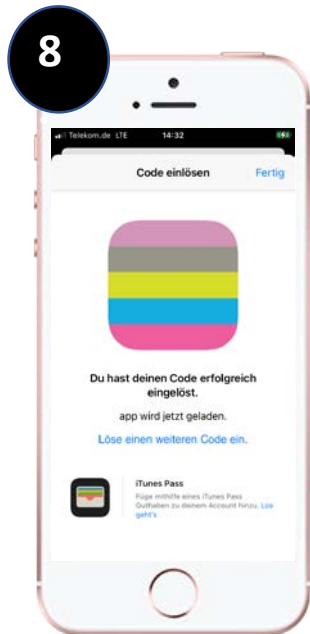 8
Telekom.de LTE 14:32
Code einlösen Fertig
Du hast deinen Code erfolgreich
eingelöst.
app wird jetzt geladen.
Löse einen weiteren Code ein.
iTunes Pass
Füge mithilfe eines iTunes Pass
Guthaben zu deinem Account hinzu. Los
geht's